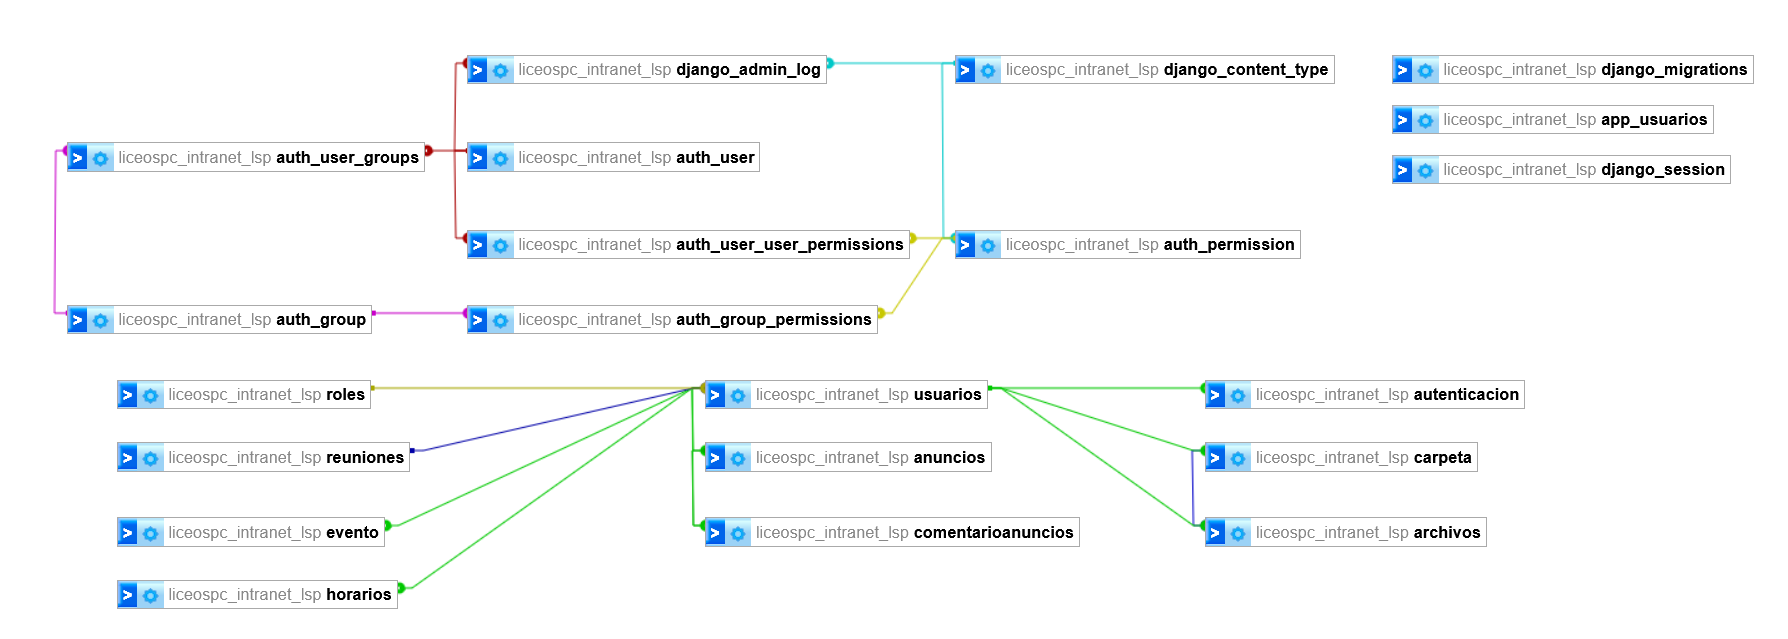 liceospc_intranet_lsp django_admin_log
liceospc_intranet_lsp django_content_type
liceospc_intranet_lsp django_migrations
liceospc_intranet_lsp app_usuarios
liceospc_intranet_lsp auth_user_groups
liceospc_intranet_lsp auth_user
liceospc_intranet_lsp django_session
liceospc_intranet_lsp auth_user_user_permissions
liceospc_intranet_lsp auth_permission
liceospc_intranet_lsp auth_group
liceospc_intranet_lsp auth_group_permissions
liceospc_intranet_lsp roles
liceospc_intranet_lsp usuarios
liceospc_intranet_lsp autenticacion
liceospc_intranet_lsp reuniones
liceospc_intranet_lsp anuncios
liceospc_intranet_lsp carpeta
liceospc_intranet_lsp evento
liceospc_intranet_lsp comentarioanuncios
liceospc_intranet_lsp archivos
liceospc_intranet_lsp horarios